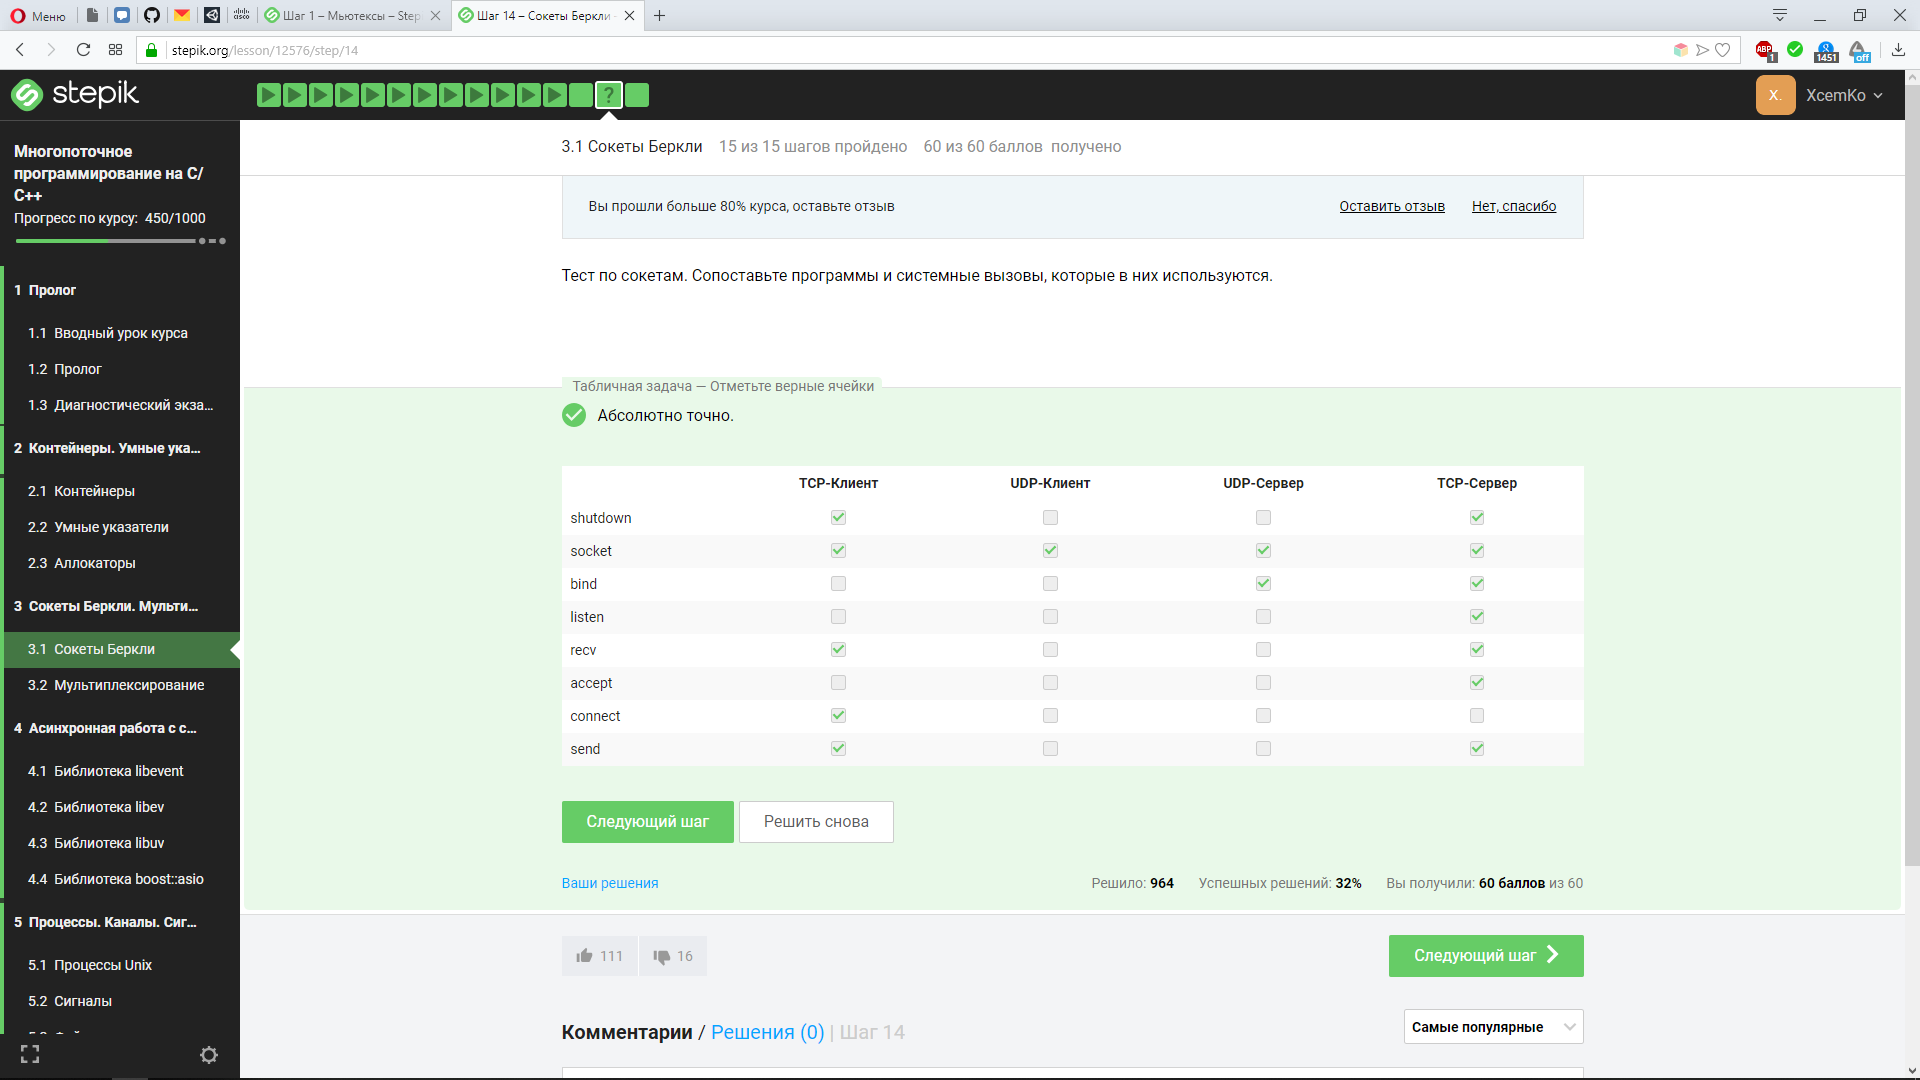 Меню
Шаг 1 – Мьютексы – Step
Шаг 14 – Сокеты Беркли
stepik.org/lesson/12576/step/14
ABP
1
1451
off
stepik
?
X.
XcemKo
Многопоточное
программирование на С/
С++
Прогресс по курсу: 450/1000
1 Пролог
1.1 Вводный урок курса
1.2 Пролог
1.3 Диагностический экза...
2 Контейнеры. Умные ука...
2.1 Контейнеры
2.2 Умные указатели
2.3 Аллокаторы
3 Сокеты Беркли. Мульти...
3.1 Сокеты Беркли
3.2 Мультиплексирование
4 Асинхронная работа с с...
4.1 Библиотека libevent
4.2 Библиотека libev
4.3 Библиотека libuv
4.4 Библиотека boost::asio
5 Процессы. Каналы. Сиг...
5.1 Процессы Unix
5.2 Сигналы
3.1 Сокеты Беркли 15 из 15 шагов пройдено 60 из 60 баллов получено
Вы прошли больше 80% курса, оставьте отзыв
Оставить отзыв
Нет, спасибо
Тест по сокетам. Сопоставьте программы и системные вызовы, которые в них используются.
Табличная задача — Отметьте верные ячейки
Абсолютно точно.
TCP-Клиент UDP-Клиент UDP-Сервер TCP-Сервер
shutdown
socket
bind
listen
recv
accept
connect
send
Следующий шаг
Решить снова
Ваши решения
Решило: 964 Успешных решений: 32% Вы получили: 60 баллов из 60
111
16
Следующий шаг
Комментарии / Решения (0) | Шаг 14
Самые популярные